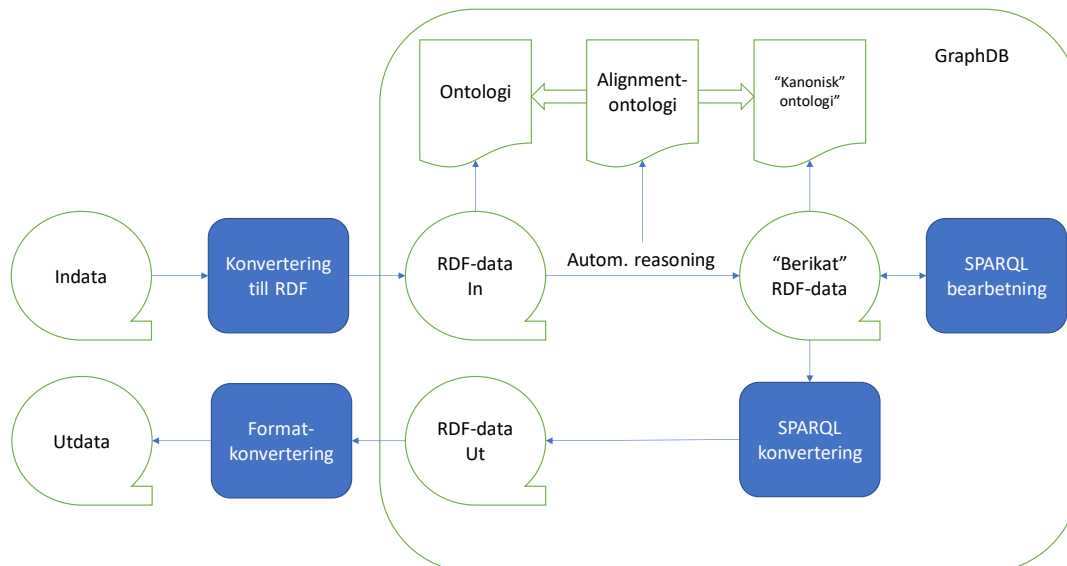 GraphDB
Ontologi
Alignment-
ontologi
“Kanonisk”
ontologi”
Indata
Konvertering
till RDF
RDF-data
In
Autom. reasoning
“Berikat”
RDF-data
SPARQL
bearbetning
Utdata
Format-
konvertering
RDF-data
Ut
SPARQL
konvertering